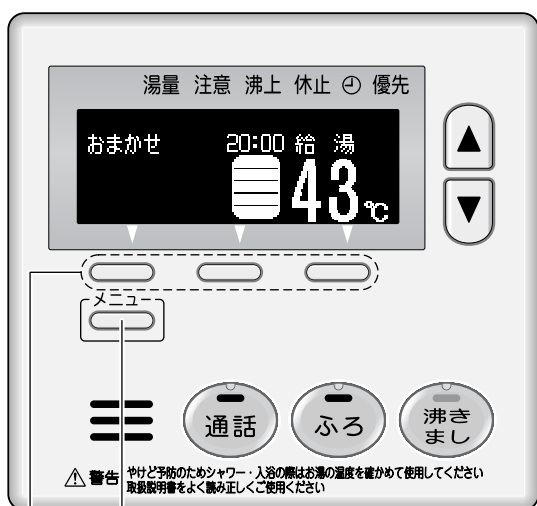 湯量 注意 沸上 休止 優先
おまかせ 20:00 給 湯
43℃
メニュー
通話 ふろ 沸き
まし
警告 やけど予防のためシャワー・入浴の際はお湯の温度を確かめて使用してください
取扱説明書をよく読み正しくご使用ください